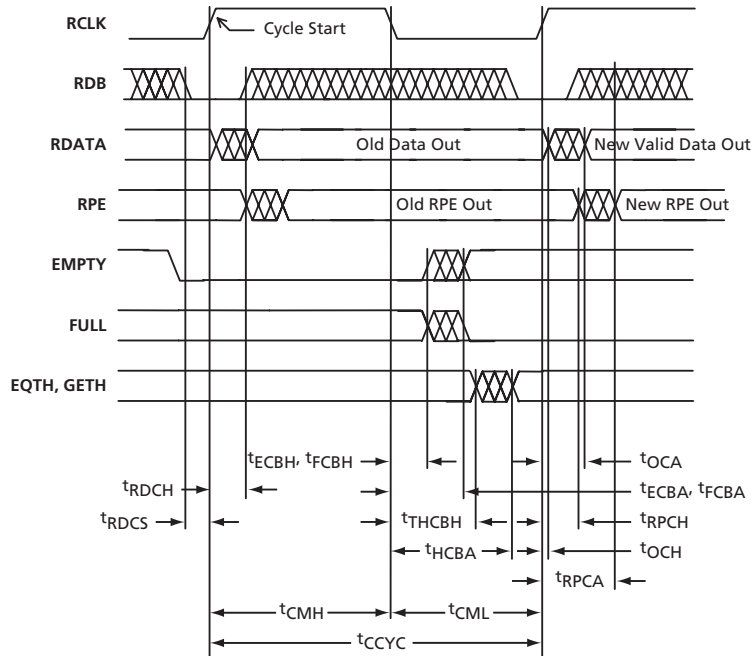 RCLK
Cycle Start
RDB
RDATA
Old Data Out
New Valid Data Out
RPE
Old RPE Out
New RPE Out
EMPTY
FULL
EQTH, GETH
tECBH, tFCBH
tOCA
tRDCH
tECBA, tFCBA
tRDCS
tTHCBH
tRPCH
tHCBA
tOCH
tRPCA
tCMH
tCML
tCCYC